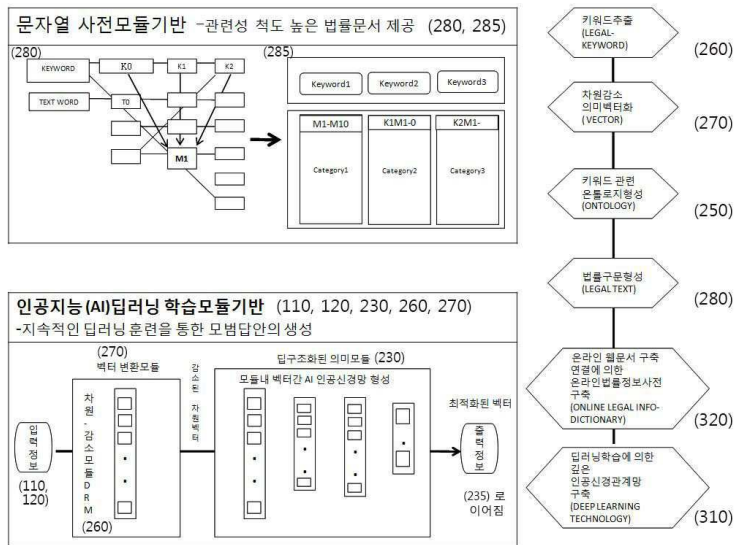 문자열 사전모듈기반 -관련성 척도 높은 법률문서 제공 (280, 285)
(280)
KEYWORD
K0
K1
K2
TEXT WORD
T0
M1
(285)
Keyword1
Keyword2
Keyword3
M1-M10
K1M1-0
K2M1-
Category1
Category2
Category3
인공지능(AI)딥러닝 학습모듈기반 (110, 120, 230, 260, 270)
-지속적인 딥러닝 훈련을 통한 모범답안의 생성
(270)
벡터 변환모듈
입력정보
(110,
120)
차원-감소모듈DRM
(260)
감소된 차원벡터
딥구조화된 의미모듈 (230)
모듈내 벡터간 AI 인공신경망 형성
최적화된 벡터
출력정보
(235) 로
이어짐
키워드추출
(LEGAL-
KEYWORD)
(260)
차원감소
의미벡터화
(VECTOR)
(270)
키워드 관련
온톨로지형성
(ONTOLOGY)
(250)
법률구문형성
(LEGAL TEXT)
(280)
온라인 웹문서 구축
연결에 의한
온라인법률정보사전
구축
(ONLINE LEGAL INFO-
DICTIONARY)
(320)
딥러닝학습에 의한
깊은
인공신경관계망
구축
(DEEP LEARNING
TECHNOLOGY)
(310)